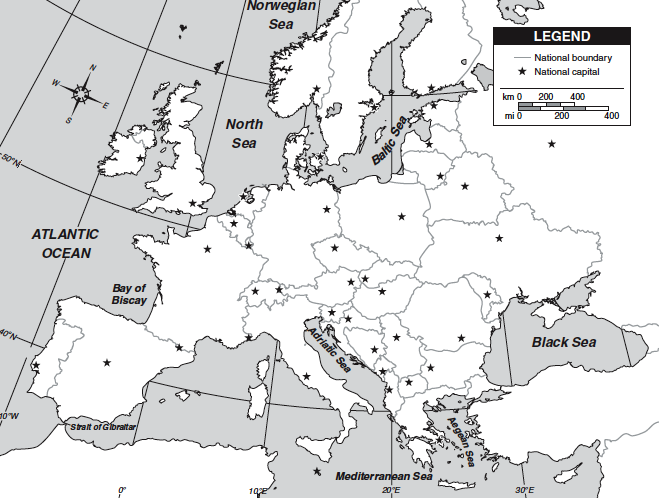 Norwegian
Sea
LEGEND
National boundary
National capital
km 0 200 400
mi 0 200 400
N
W
E
S
North
Sea
Baltic Sea
50°N
ATLANTIC
OCEAN
Bay of
Biscay
40°N
Adriatic Sea
Black Sea
10°W
Strait of Gibraltar
Aegean Sea
Mediterranean Sea
0°
10°E
20°E
30°E